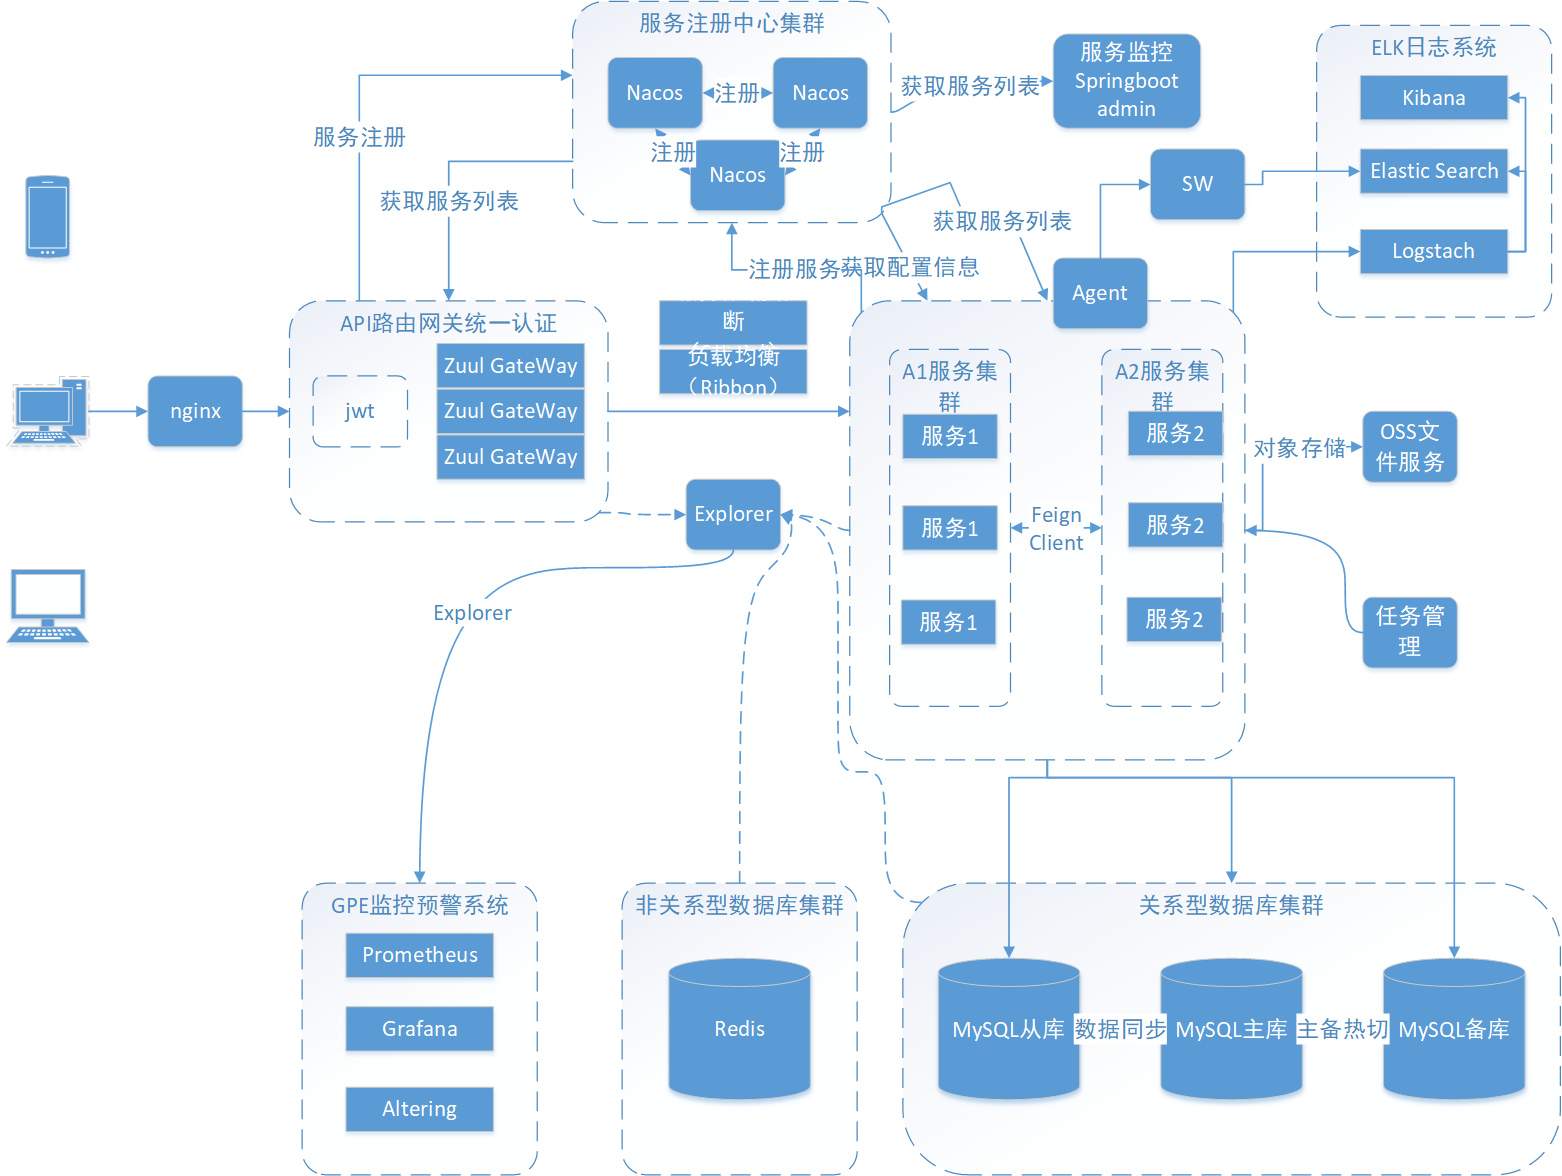 服务注册中心集群
Nacos
注册
Nacos
注册
注册
Nacos
获取服务列表
服务监控
Springboot
admin
ELK日志系统
Kibana
Elastic Search
Logstach
SW
Agent
服务注册
获取服务列表
获取服务列表
注册服务
获取配置信息
API路由网关统一认证
jwt
Zuul GateWay
Zuul GateWay
Zuul GateWay
nginx
断
负载均衡
（Ribbon）
A1服务集
群
服务1
服务1
服务1
Feign
Client
A2服务集
群
服务2
服务2
服务2
对象存储
OSS文
件服务
任务管
理
Explorer
Explorer
GPE监控预警系统
Prometheus
Grafana
Altering
非关系型数据库集群
Redis
关系型数据库集群
MySQL从库
数据同步
MySQL主库
主备热切
MySQL备库